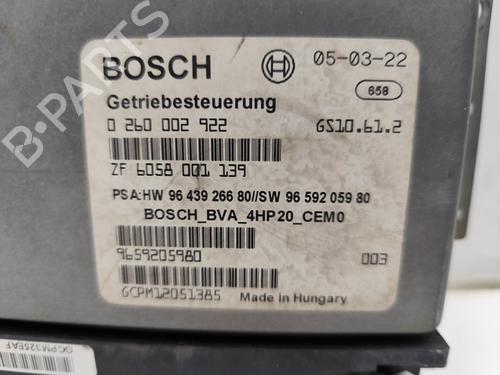 B-PARTS
BOSCH
05-03-22
658
Getriebesteuerung
0 260 002 922
GS10.61.2
ZF 6058 001 139
PSA:HW 96 439 266 80//SW 96 592 059 80
BOSCH_BVA_4HP20_CEM0
9659205980
003
GCPM12051385
Made in Hungary
GCPM325EAF